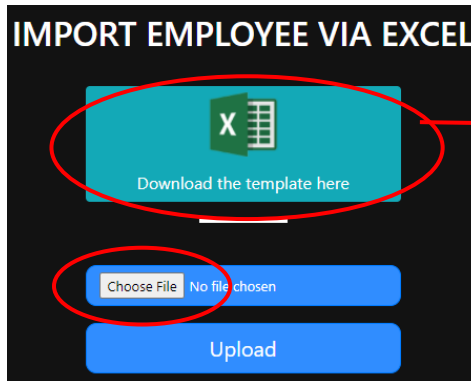 IMPORT EMPLOYEE VIA EXCEL
X
Download the template here
Choose File No file chosen
Upload